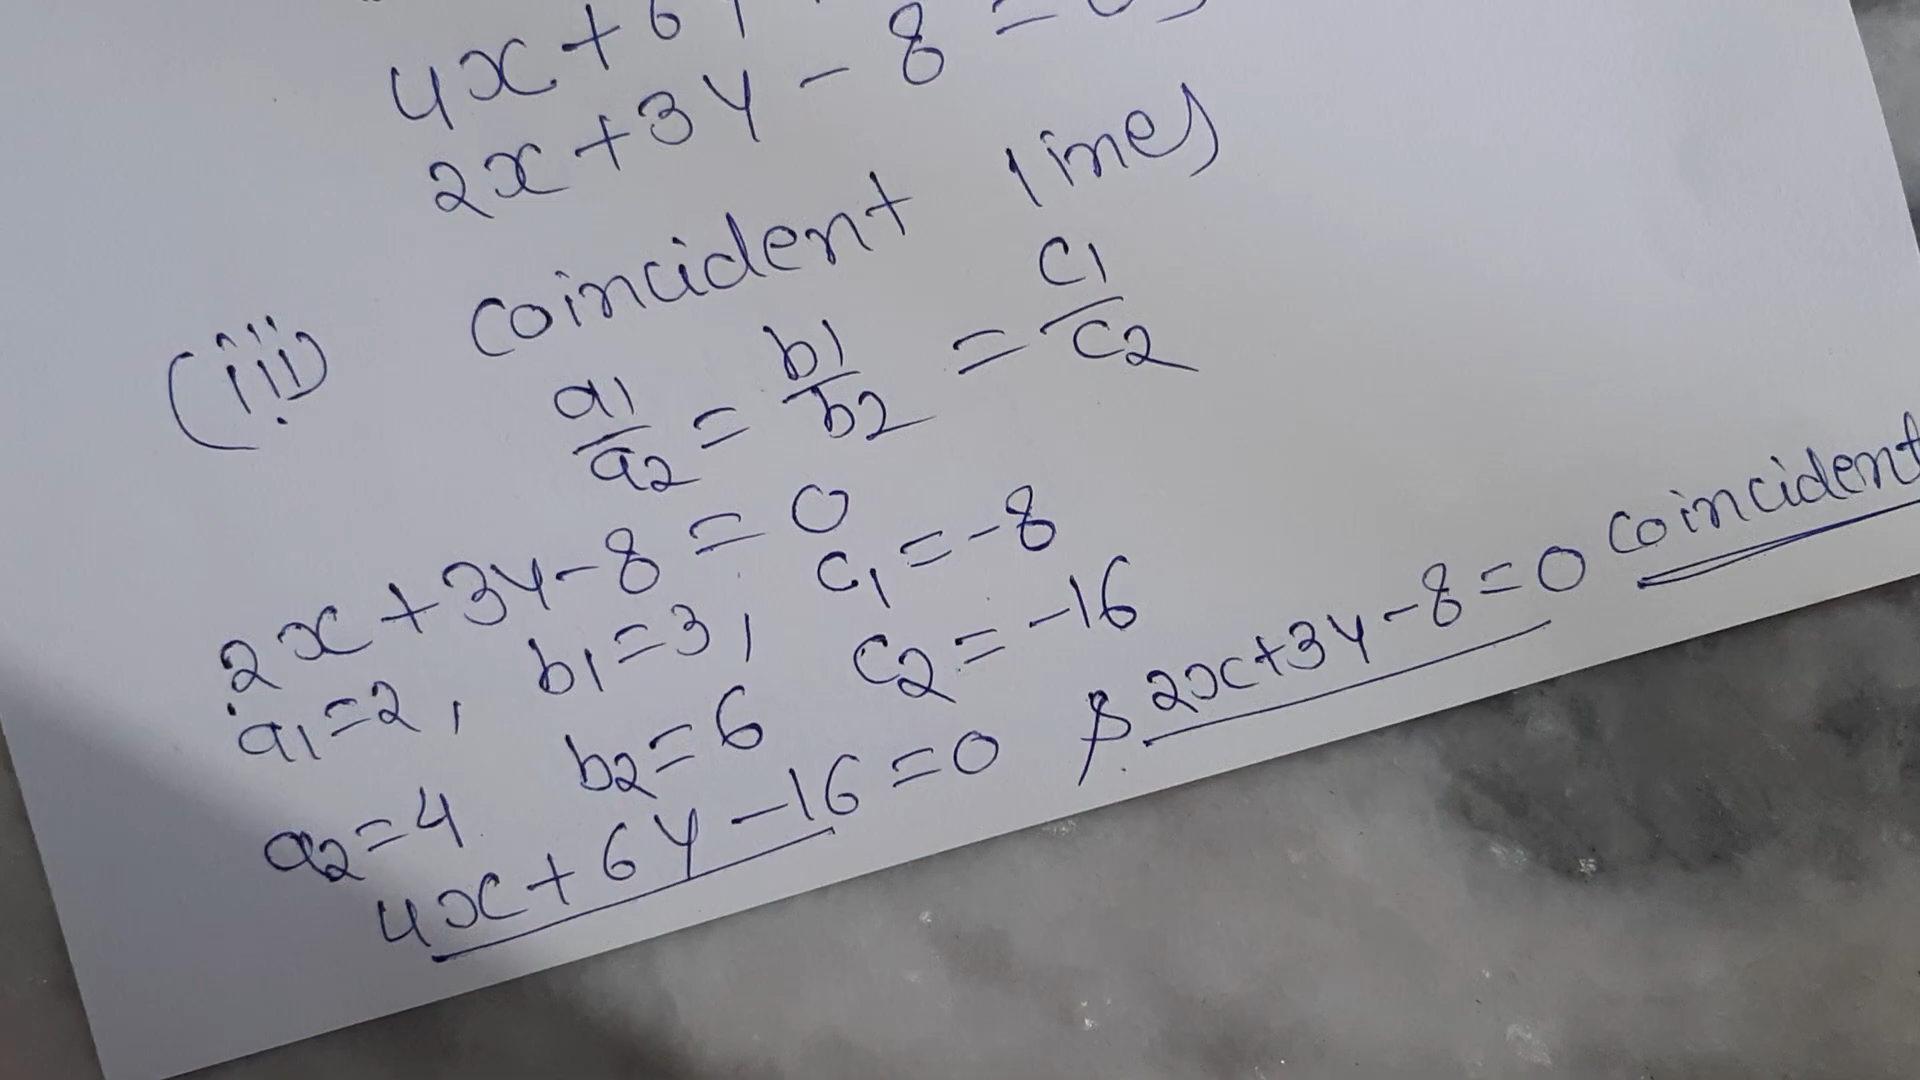 4x + 6y
2x + 3y - 8 = 0
(iii) coincident lines
a1/a2 = b1/b2 = c1/c2
2x + 3y - 8 = 0
a1 = 2, b1 = 3, c1 = -8
a2 = 4 b2 = 6 c2 = -16
4x + 6y - 16 = 0 & 2x + 3y - 8 = 0 coincident